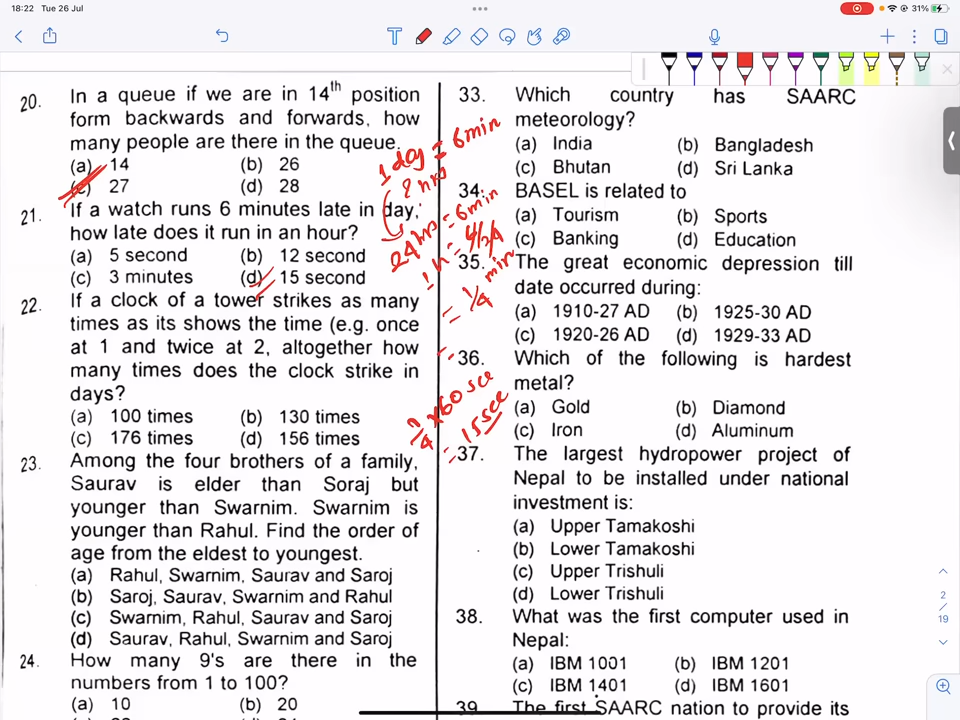 18:22 Tue 26 Jul
31%
20. In a queue if we are in 14th position
form backwards and forwards, how
many people are there in the queue.
(a) 14 (b) 26
(c) 27 (d) 28
21. If a watch runs 6 minutes late in day,
how late does it run in an hour?
(a) 5 second (b) 12 second
(c) 3 minutes (d) 15 second
22. If a clock of a tower strikes as many
times as its shows the time (e.g. once
at 1 and twice at 2, altogether how
many times does the clock strike in
days?
(a) 100 times (b) 130 times
(c) 176 times (d) 156 times
23. Among the four brothers of a family,
Saurav is elder than Soraj but
younger than Swarnim. Swarnim is
younger than Rahul. Find the order of
age from the eldest to youngest.
(a) Rahul, Swarnim, Saurav and Saroj
(b) Saroj, Saurav, Swarnim and Rahul
(c) Swarnim, Rahul, Saurav and Saroj
(d) Saurav, Rahul, Swarnim and Saroj
24. How many 9's are there in the
numbers from 1 to 100?
(a) 10 (b) 20
1 day = 6 min
24 hrs = 6 min
= 1/4 min
1/4 × 60 sec
= 15 sec
33. Which country has SAARC
meteorology?
(a) India (b) Bangladesh
(c) Bhutan (d) Sri Lanka
34. BASEL is related to
(a) Tourism (b) Sports
(c) Banking (d) Education
35. The great economic depression till
date occurred during:
(a) 1910-27 AD (b) 1925-30 AD
(c) 1920-26 AD (d) 1929-33 AD
36. Which of the following is hardest
metal?
(a) Gold (b) Diamond
(c) Iron (d) Aluminum
37. The largest hydropower project of
Nepal to be installed under national
investment is:
(a) Upper Tamakoshi
(b) Lower Tamakoshi
(c) Upper Trishuli
(d) Lower Trishuli
38. What was the first computer used in
Nepal:
(a) IBM 1001 (b) IBM 1201
(c) IBM 1401 (d) IBM 1601
39. The first SAARC nation to provide its
2
/
19